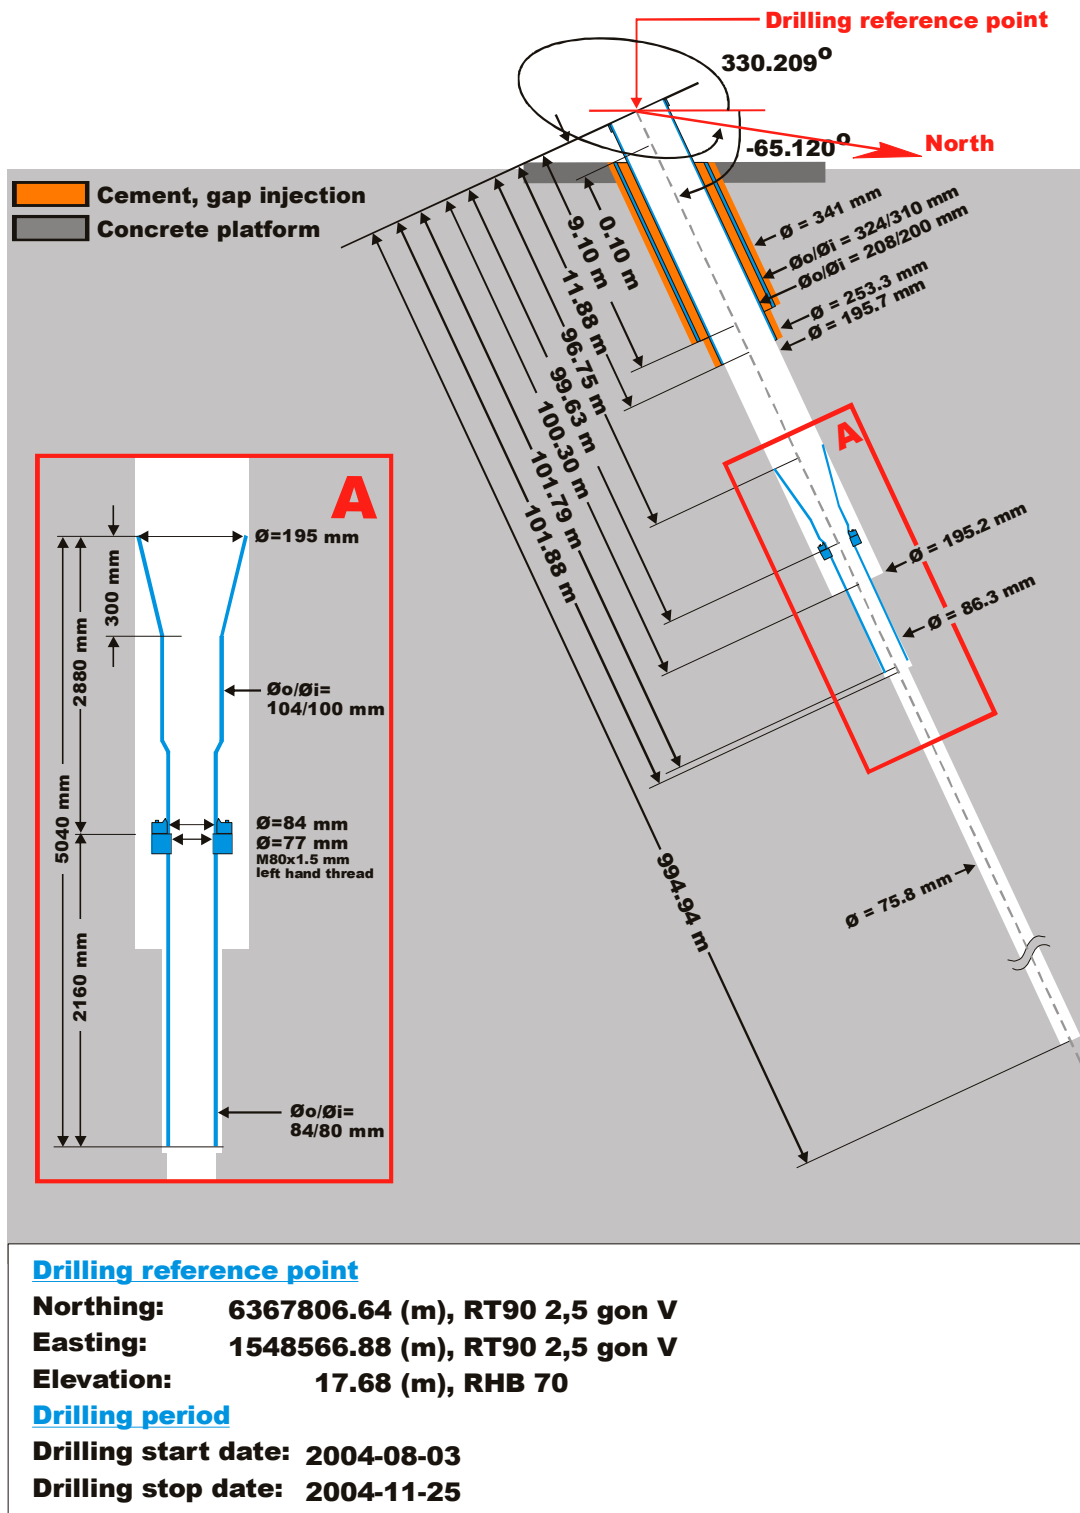 Drilling reference point
330.209°
-65.120°
North
Cement, gap injection
Concrete platform
0.10 m
9.10 m
11.88 m
96.75 m
99.63 m
100.30 m
101.79 m
101.88 m
994.94 m
Ø = 341 mm
Øo/Øi = 324/310 mm
Øo/Øi = 208/200 mm
Ø = 253.3 mm
Ø = 195.7 mm
A
Ø = 195.2 mm
Ø = 86.3 mm
Ø = 75.8 mm
A
Ø=195 mm
300 mm
2880 mm
5040 mm
2160 mm
Øo/Øi=
104/100 mm
Ø=84 mm
Ø=77 mm
M80x1.5 mm
left hand thread
Øo/Øi=
84/80 mm
Drilling reference point
Northing: 6367806.64 (m), RT90 2,5 gon V
Easting: 1548566.88 (m), RT90 2,5 gon V
Elevation: 17.68 (m), RHB 70
Drilling period
Drilling start date: 2004-08-03
Drilling stop date: 2004-11-25